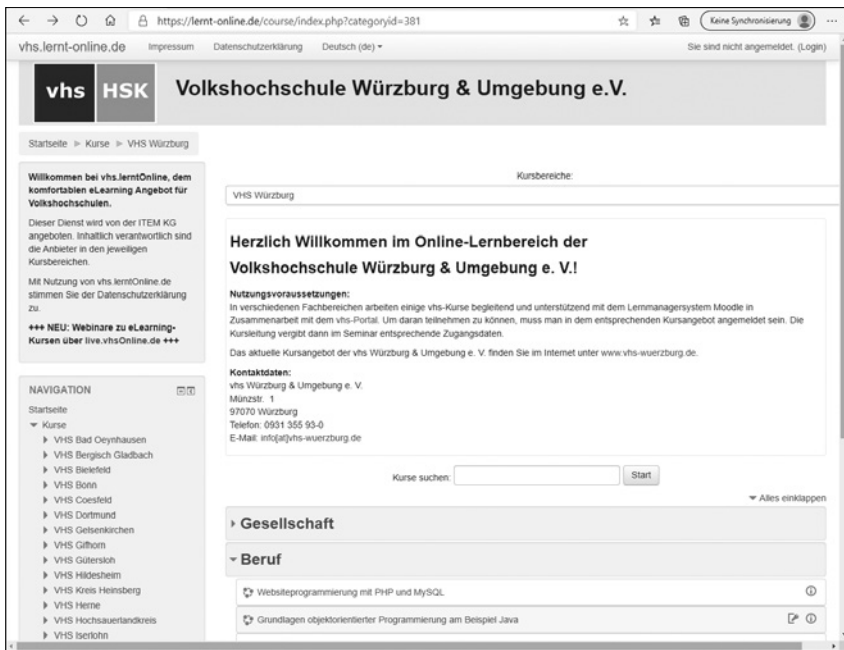 https://lernt-online.de/course/index.php?categoryid=381
Keine Synchronisierung
vhs.lernt-online.de Impressum Datenschutzerklärung Deutsch (de)
Sie sind nicht angemeldet. (Login)
vhs HSK Volkshochschule Würzburg & Umgebung e.V.
Startseite Kurse VHS Würzburg
Willkommen bei vhs.lerntOnline, dem
komfortablen eLearning Angebot für
Volkshochschulen.
Dieser Dienst wird von der ITEM KG
angeboten. Inhaltlich verantwortlich sind
die Anbieter in den jeweiligen
Kursbereichen.
Mit Nutzung von vhs.lerntOnline.de
stimmen Sie der Datenschutzerklärung
zu.
+++ NEU: Webinare zu eLearning-
Kursen über live.vhsOnline.de +++
NAVIGATION
Startseite
Kurse
VHS Bad Oeynhausen
VHS Bergisch Gladbach
VHS Bielefeld
VHS Bonn
VHS Coesfeld
VHS Dortmund
VHS Gelsenkirchen
VHS Gifhorn
VHS Gütersloh
VHS Hildesheim
VHS Kreis Heinsberg
VHS Herne
VHS Hochsauerlandkreis
VHS Iserlohn
Kursbereiche:
VHS Würzburg
Herzlich Willkommen im Online-Lernbereich der
Volkshochschule Würzburg & Umgebung e. V.!
Nutzungsvoraussetzungen:
In verschiedenen Fachbereichen arbeiten einige vhs-Kurse begleitend und unterstützend mit dem Lernmanagersystem Moodle in
Zusammenarbeit mit dem vhs-Portal. Um daran teilnehmen zu können, muss man in dem entsprechenden Kursangebot angemeldet sein. Die
Kursleitung vergibt dann im Seminar entsprechende Zugangsdaten.
Das aktuelle Kursangebot der vhs Würzburg & Umgebung e. V. finden Sie im Internet unter www.vhs-wuerzburg.de.
Kontaktdaten:
vhs Würzburg & Umgebung e. V.
Münzstr. 1
97070 Würzburg
Telefon: 0931 355 93-0
E-Mail: info[at]vhs-wuerzburg.de
Kurse suchen: Start
Alles einklappen
Gesellschaft
Beruf
Websiteprogrammierung mit PHP und MySQL
Grundlagen objektorientierter Programmierung am Beispiel Java